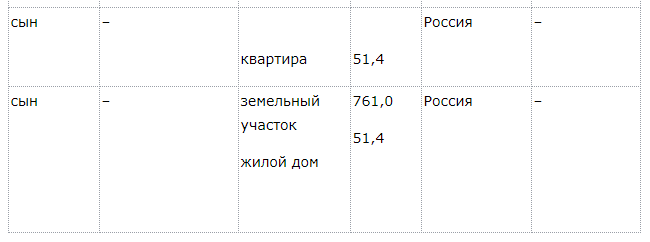 сын – Россия –
квартира 51,4
сын – земельный 761,0 Россия –
участок
51,4
жилой дом